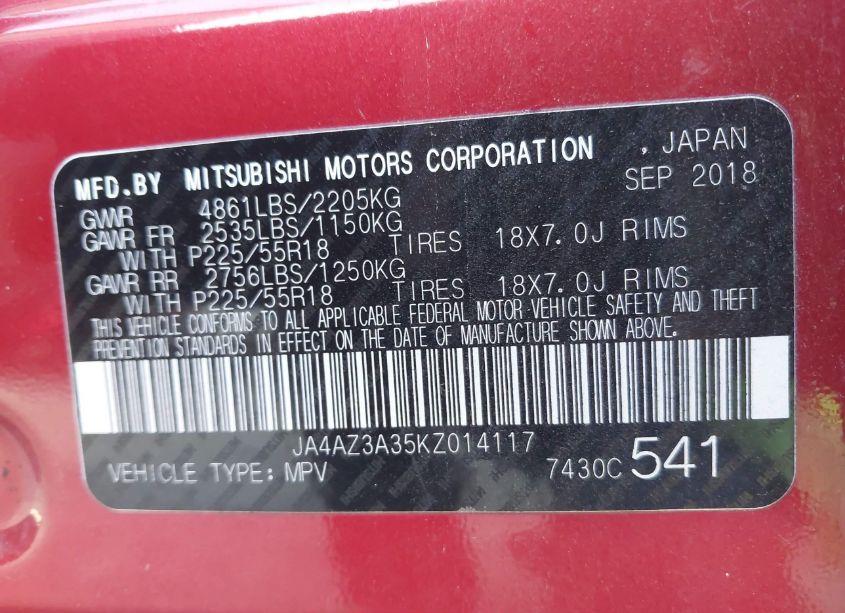 MFD.BY MITSUBISHI MOTORS CORPORATION , JAPAN
SEP 2018
GVWR 4861LBS/2205KG
GAWR FR 2535LBS/1150KG
WITH P225/55R18 TIRES 18X7.0J RIMS
GAWR RR 2756LBS/1250KG
WITH P225/55R18 TIRES 18X7.0J RIMS
THIS VEHICLE CONFORMS TO ALL APPLICABLE FEDERAL MOTOR-VEHICLE SAFETY AND THEFT
PREVENTION STANDARDS IN EFFECT ON THE DATE OF MANUFACTURE SHOWN ABOVE.
JA4AZ3A35KZ014117
VEHICLE TYPE: MPV 7430C 541